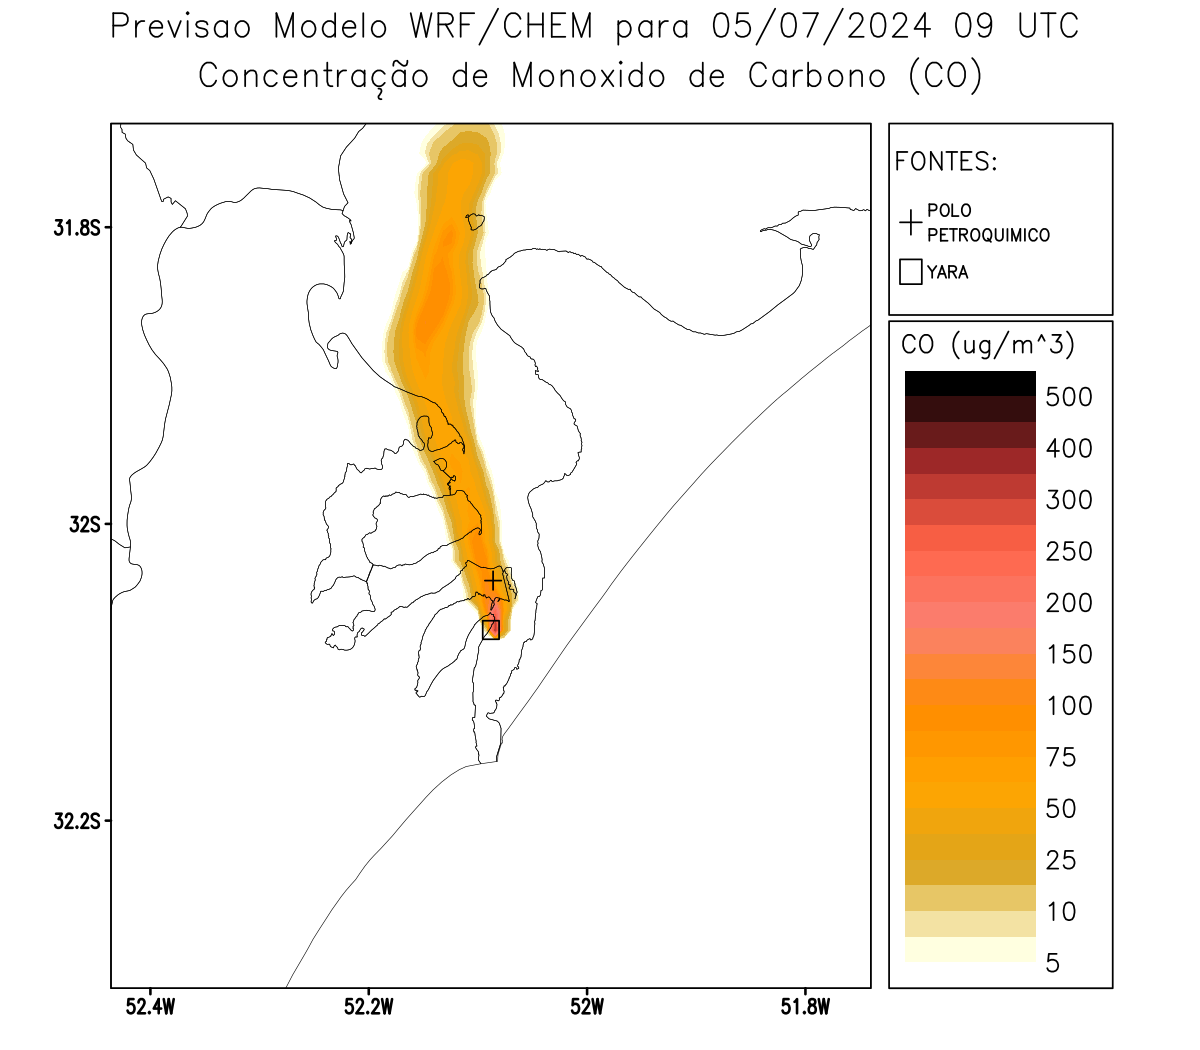 Previsao Modelo WRF/CHEM para 05/07/2024 09 UTC
Concentração de Monoxido de Carbono (CO)
FONTES:
POLO
PETROQUIMICO
YARA
CO (ug/m^3)
500
400
300
250
200
150
100
75
50
25
10
5
31.8S
32S
32.2S
52.4W
52.2W
52W
51.8W